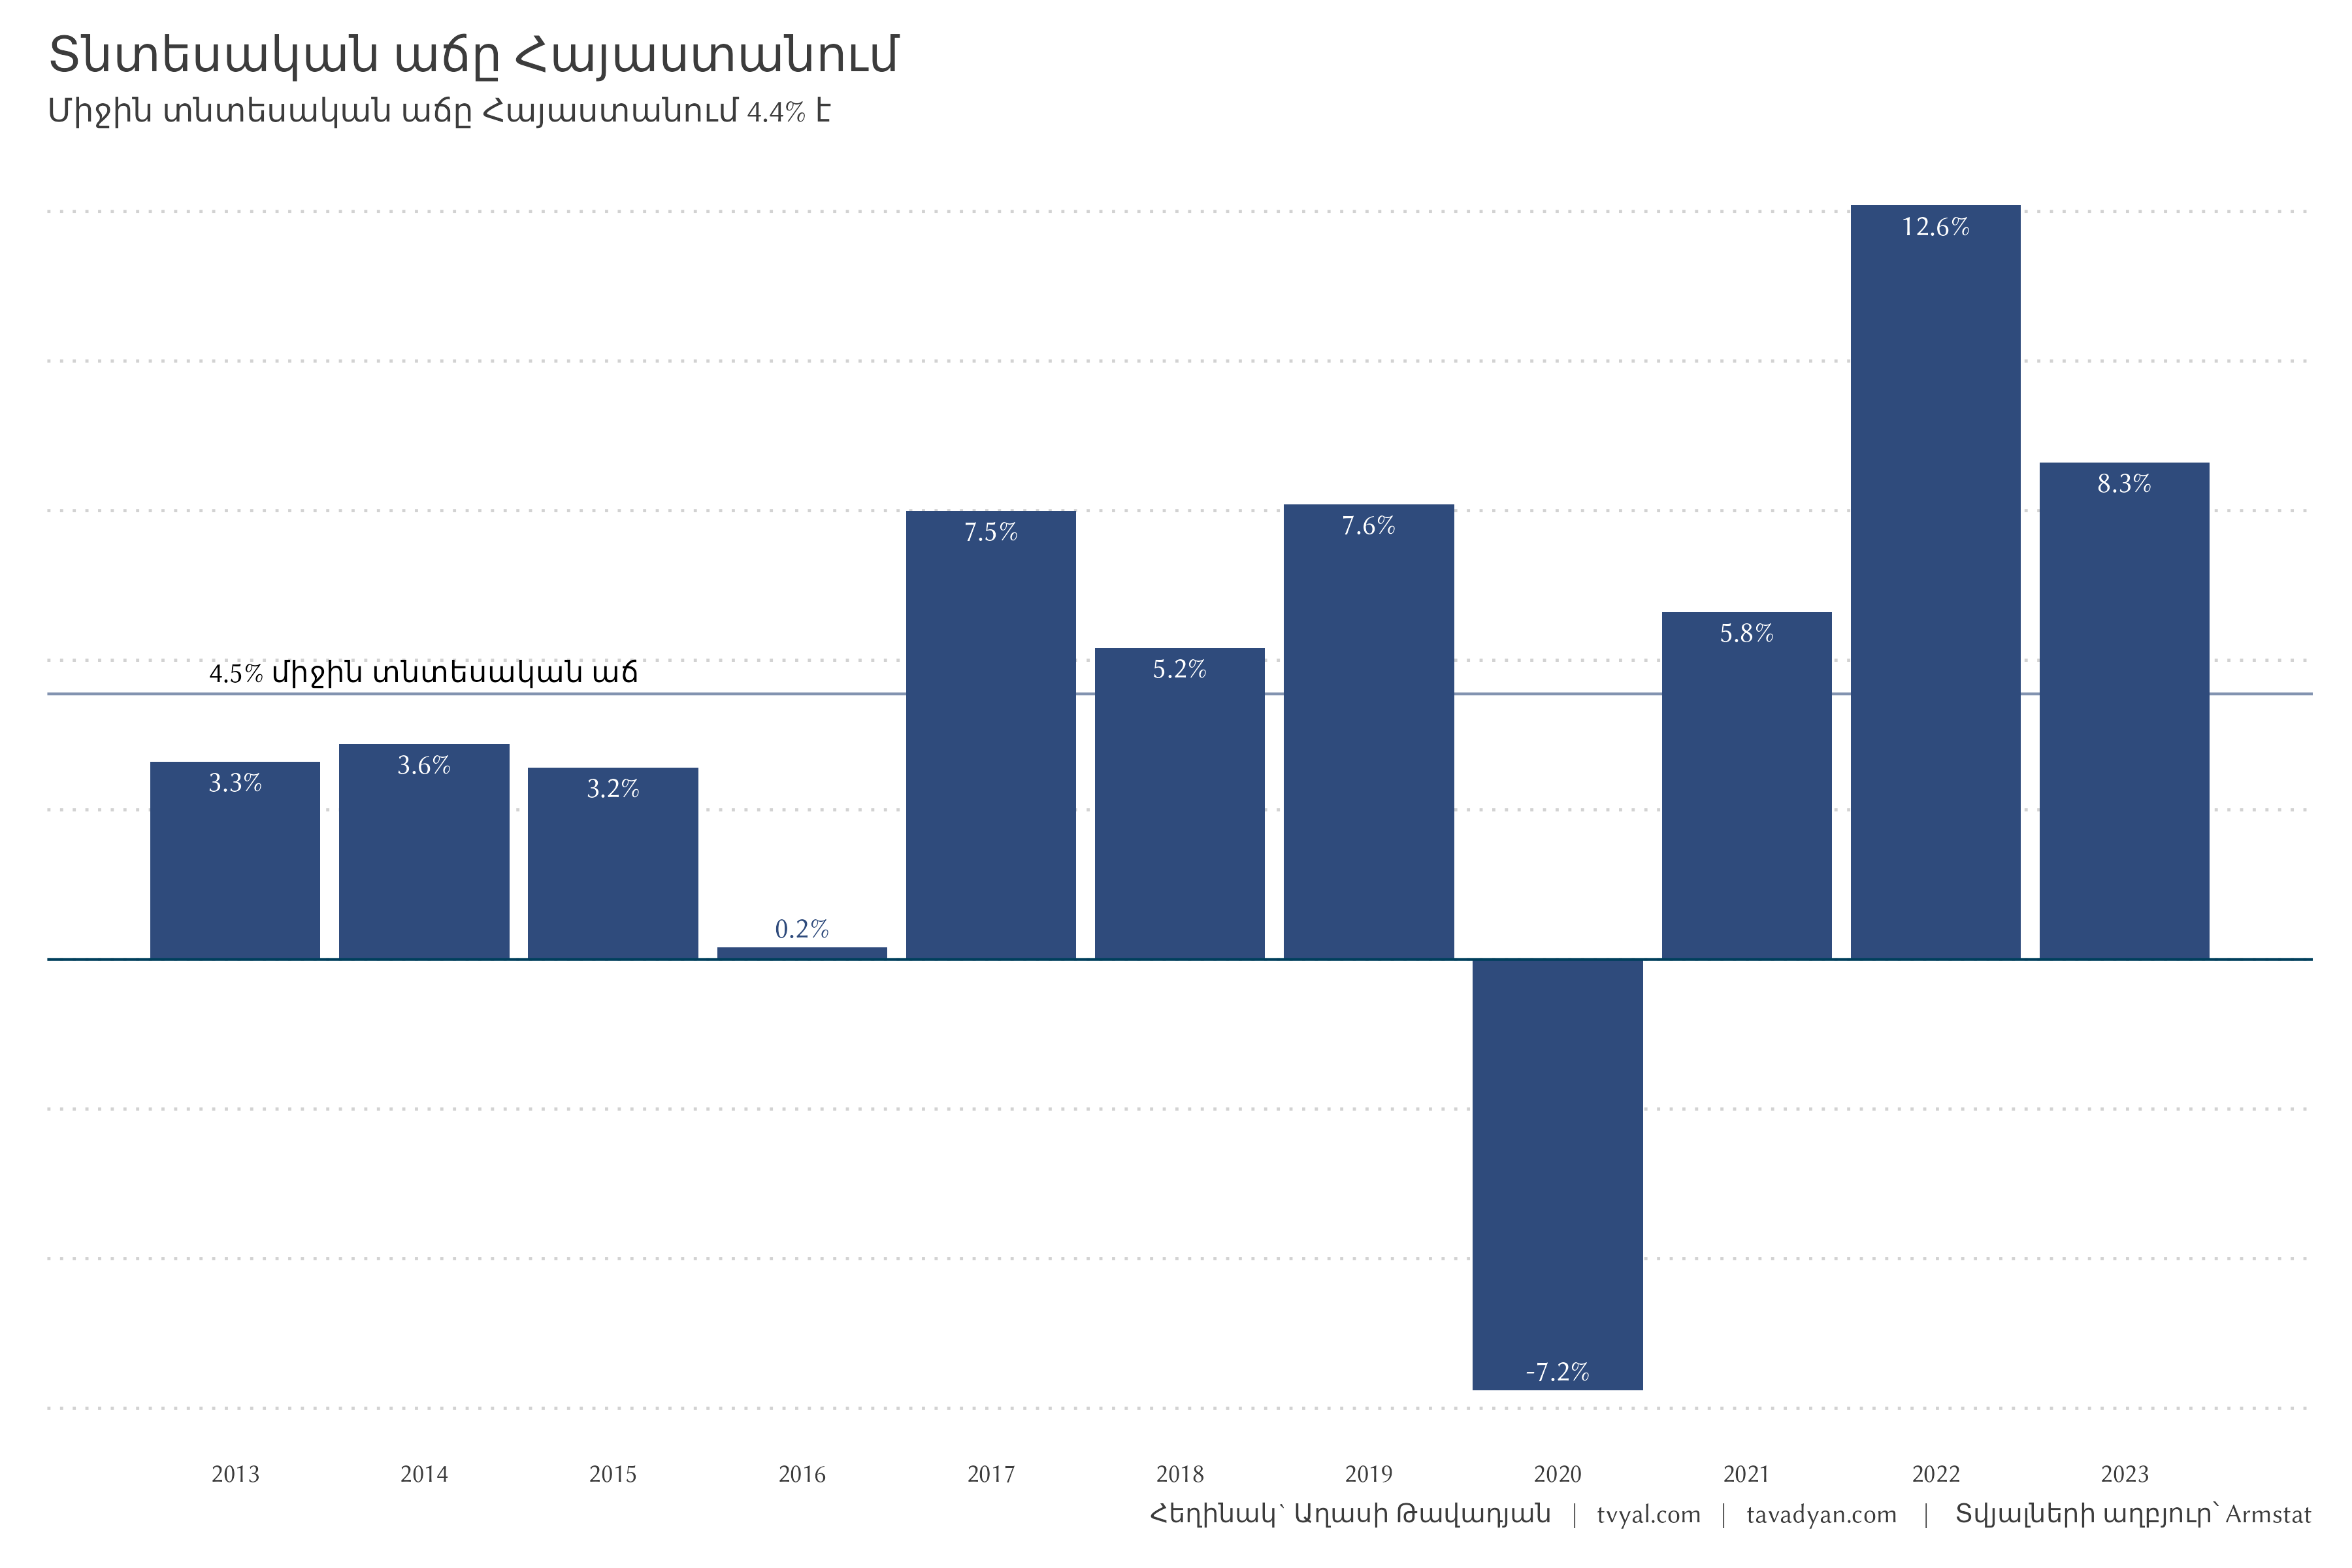 Տնտեսական աճը Հայաստանում
Միջին տնտեսական աճը Հայաստանում 4.4% է
12.6%
8.3%
7.5%
7.6%
5.8%
5.2%
4.5% միջին տնտեսական աճ
3.3%
3.6%
3.2%
0.2%
-7.2%
2013 2014 2015 2016 2017 2018 2019 2020 2021 2022 2023
Հեղինակ` Աղասի Թավադյան | tvyal.com | tavadyan.com | Տվյալների աղբյուր` Armstat